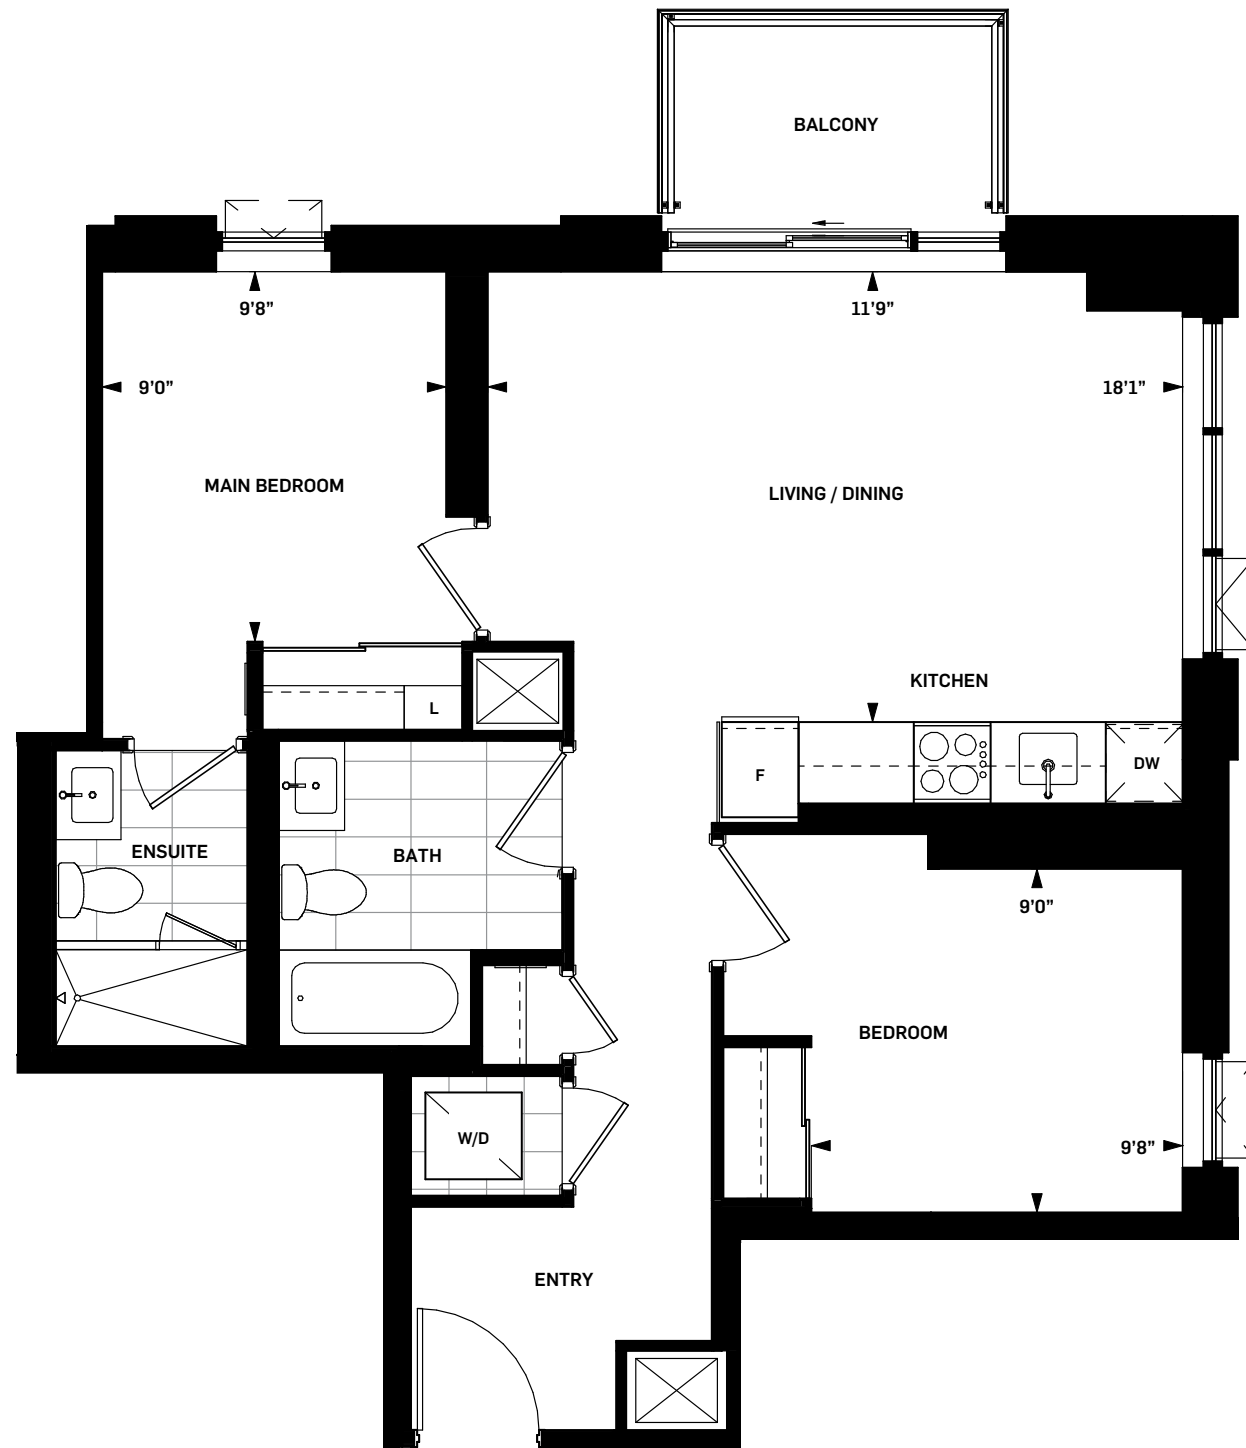 BALCONY
9’8”
11’9”
9’0”
18’1”
MAIN BEDROOM
LIVING / DINING
KITCHEN
L
F
DW
ENSUITE
BATH
9’0”
BEDROOM
W/D
9’8”
ENTRY